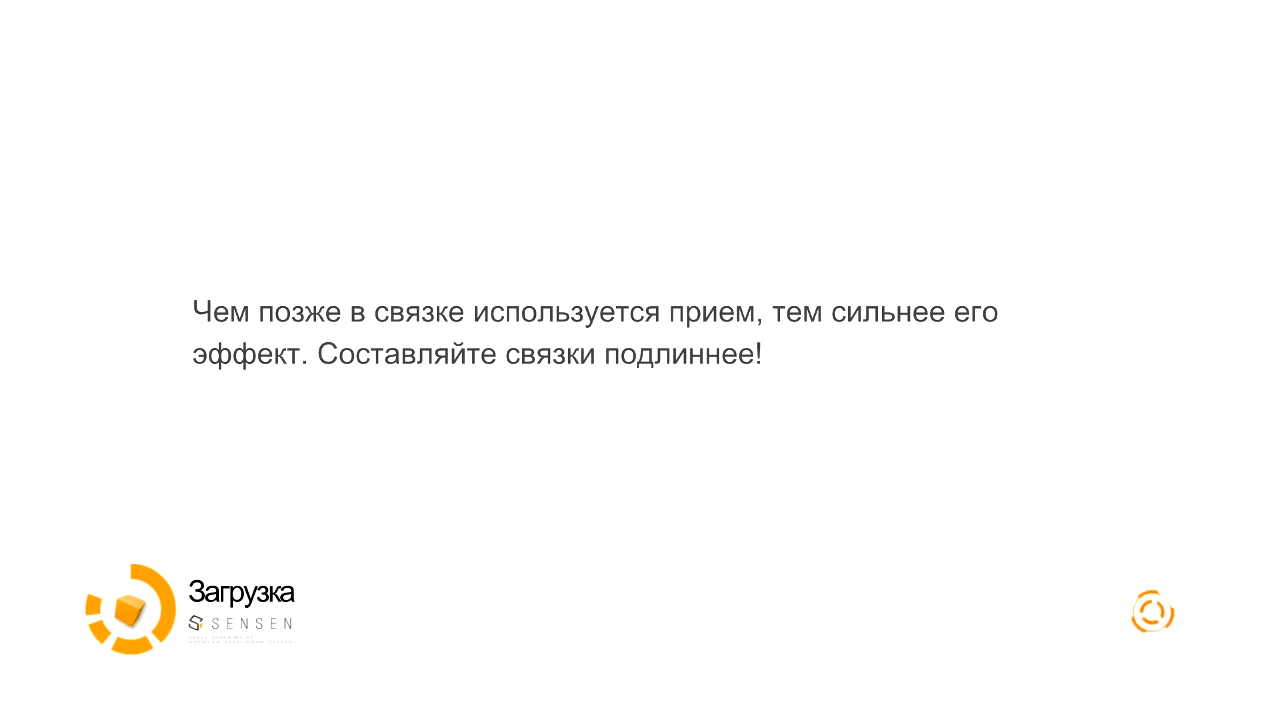 Чем позже в связке используется прием, тем сильнее его
эффект. Составляйте связки подлиннее!
Загрузка
SENSEN